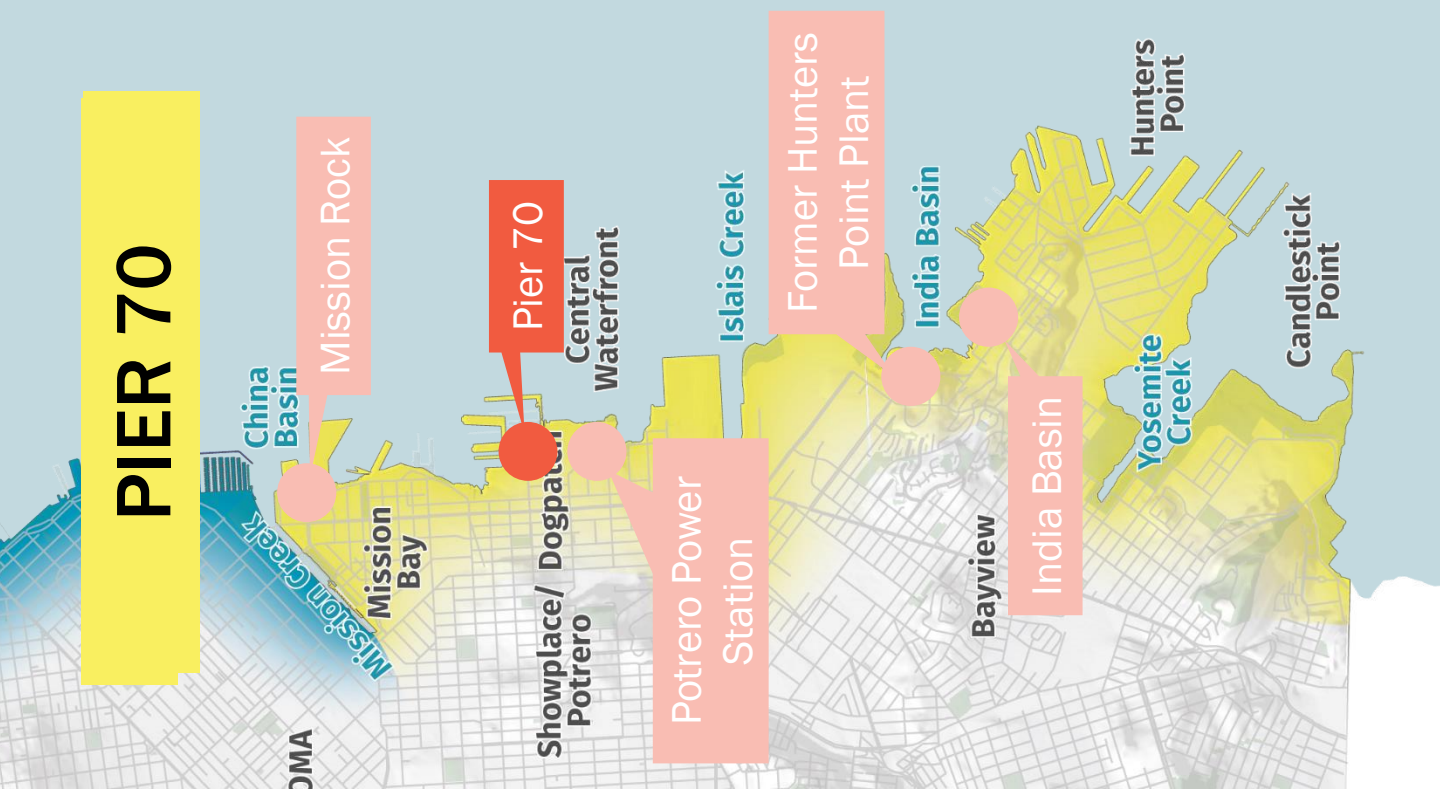 PIER 70
China
Basin
Mission Rock
Mission Creek
Mission
Bay
Pier 70
Central
Waterfront
Showplace/ Dogpatch
Potrero
Potrero Power
Station
Islais Creek
Former Hunters
Point Plant
India Basin
India Basin
Bayview
Hunters
Point
Yosemite
Creek
Candlestick
Point
OMA